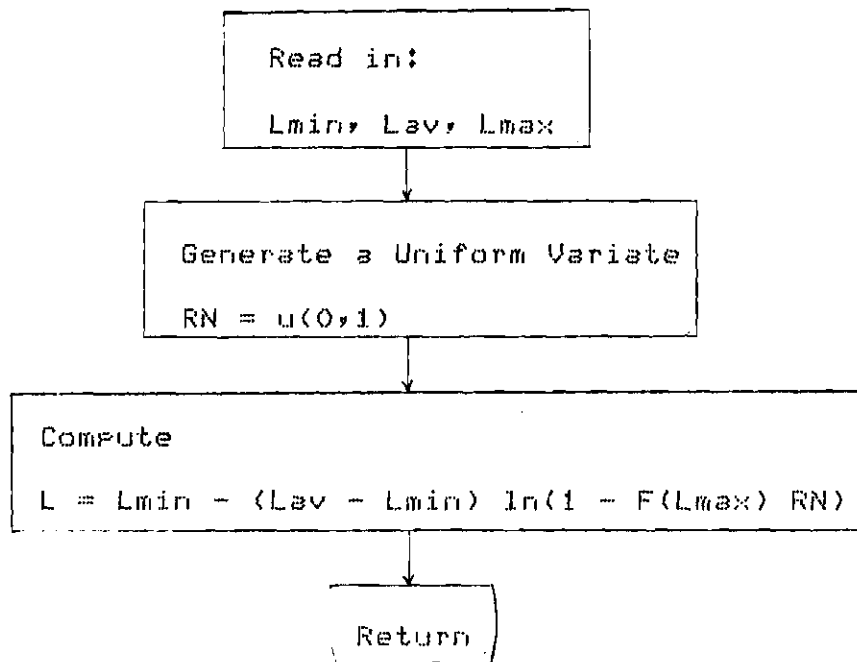 Read in:
Lmin, Lav, Lmax
Generate a Uniform Variate
RN = u(0,1)
Compute
L = Lmin - (Lav - Lmin) ln(1 - F(Lmax) RN)
Return